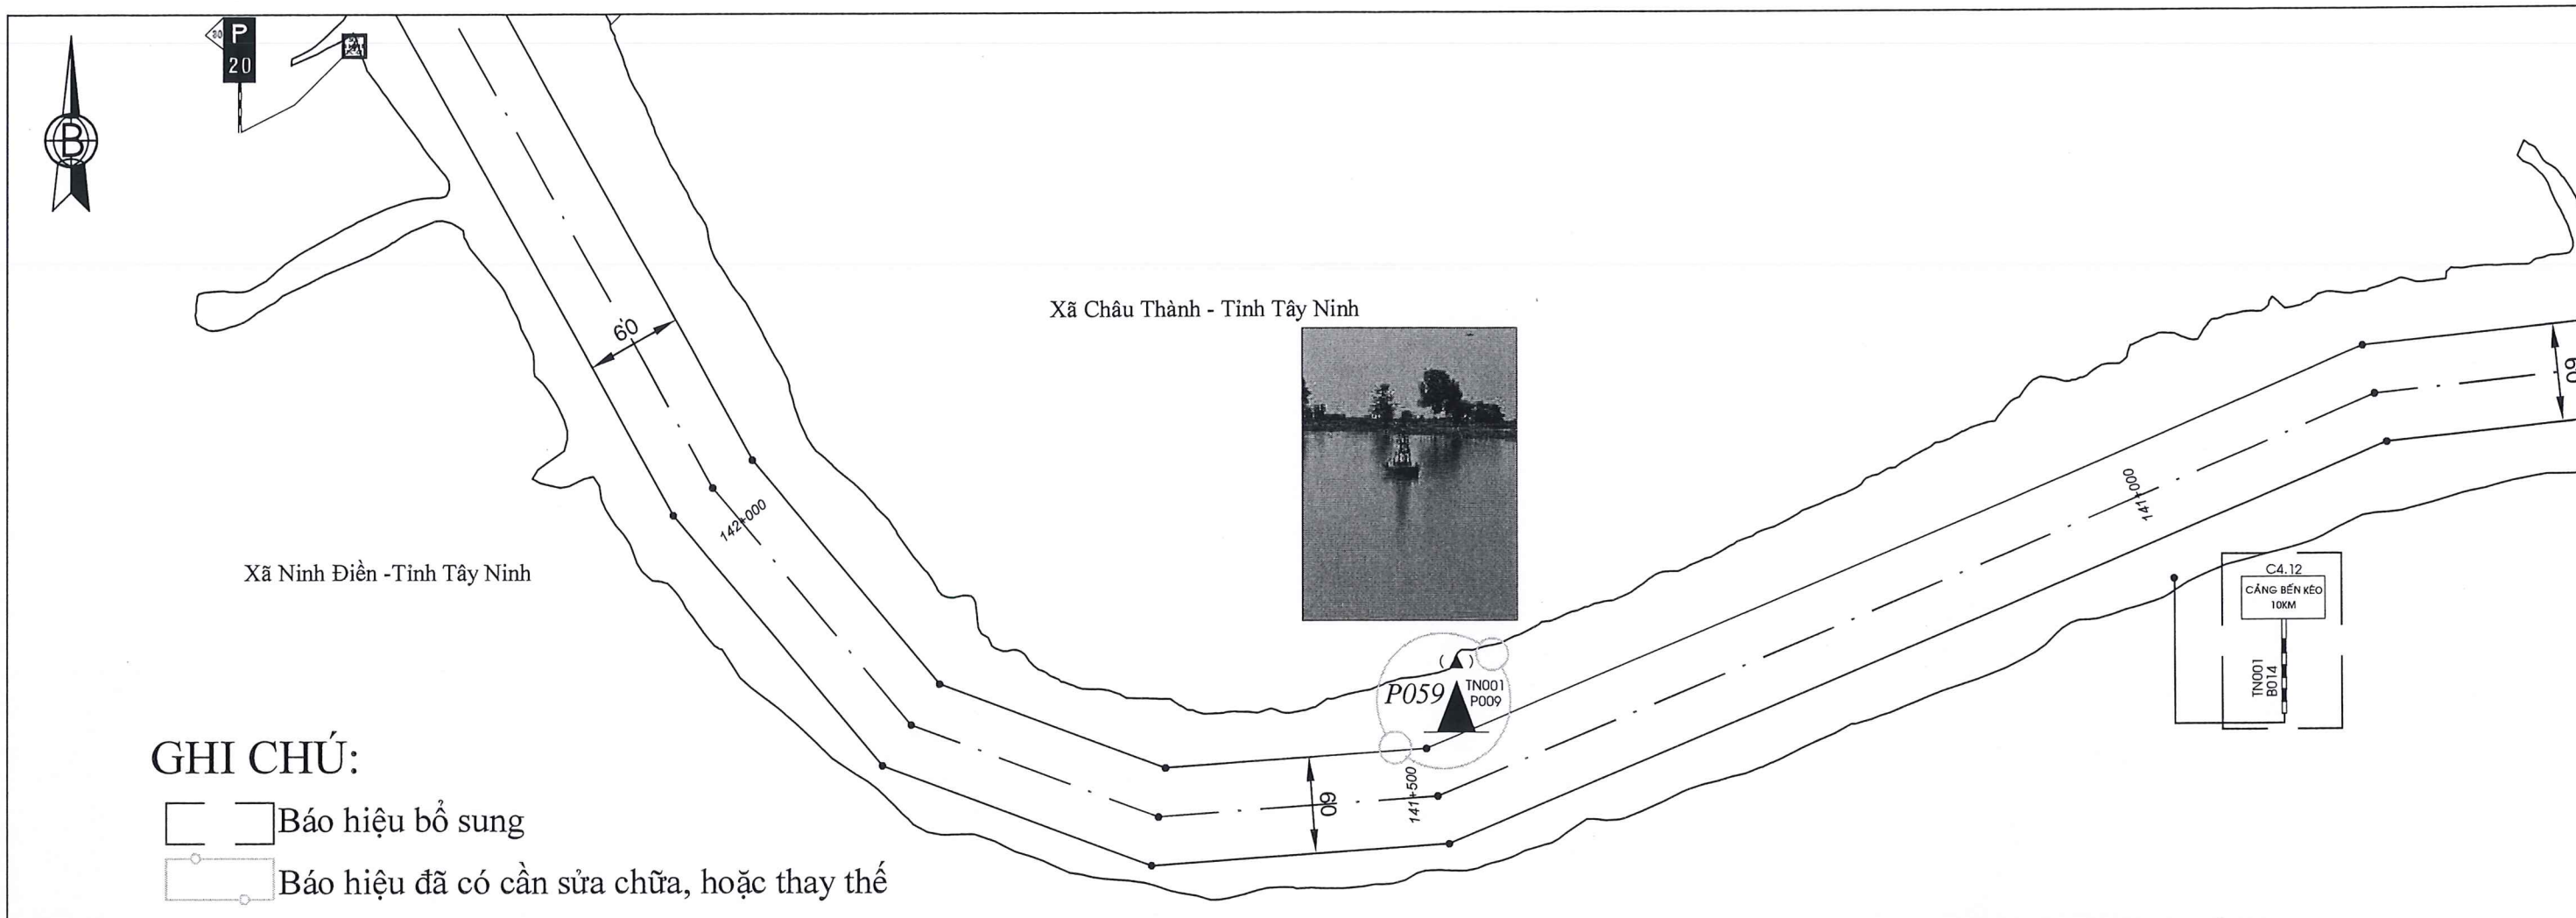 30
P
20
B
60
Xã Châu Thành - Tỉnh Tây Ninh
60
142+000
141+000
Xã Ninh Điền -Tỉnh Tây Ninh
C4.12
CẢNG BẾN KÉO
10KM
TN001
B014
( )
P059
TN001
P009
141+500
60
GHI CHÚ:
Báo hiệu bổ sung
Báo hiệu đã có cần sửa chữa, hoặc thay thế